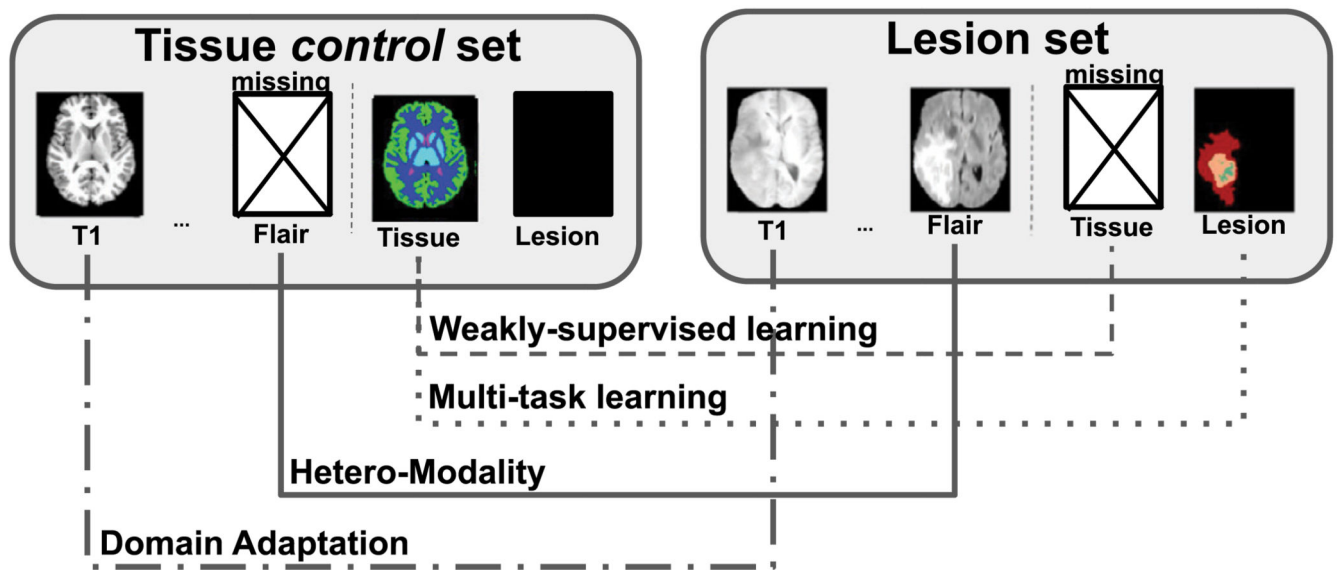 Tissue control set
missing
T1
...
Flair
Tissue
Lesion
Lesion set
missing
T1
...
Flair
Tissue
Lesion
Weakly-supervised learning
Multi-task learning
Hetero-Modality
Domain Adaptation